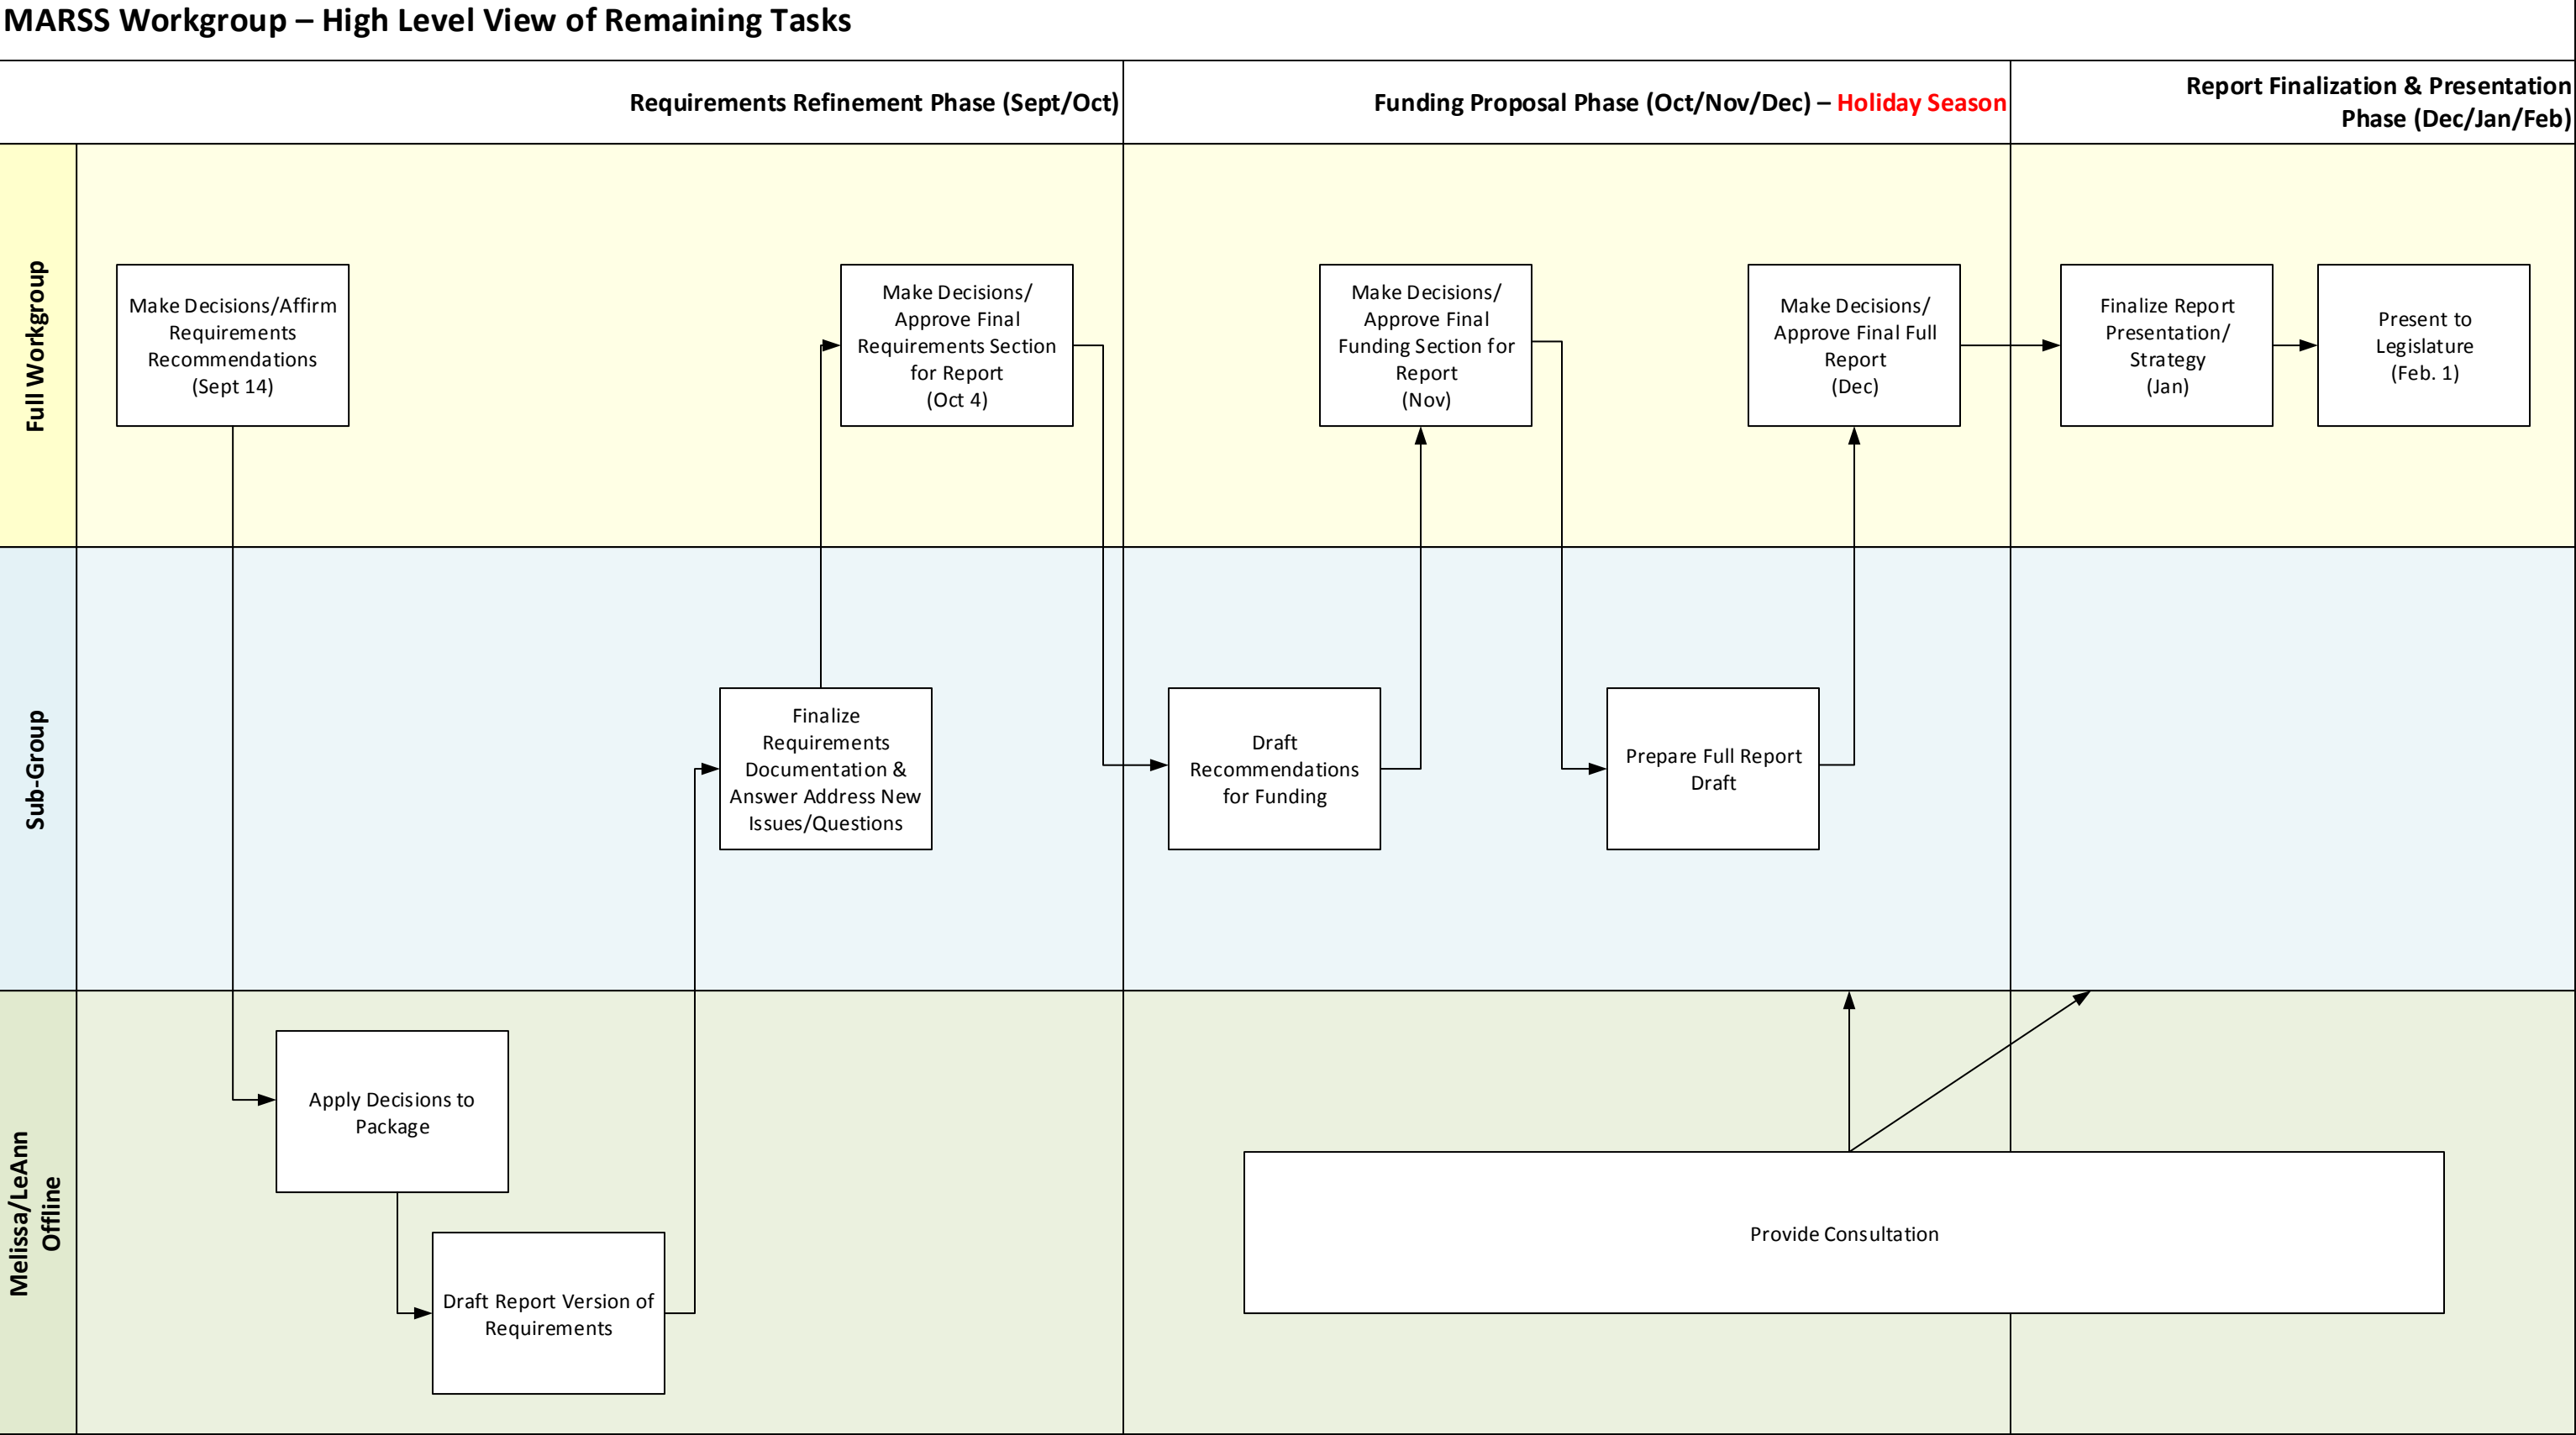 MARSS Workgroup – High Level View of Remaining Tasks
Requirements Refinement Phase (Sept/Oct)
Funding Proposal Phase (Oct/Nov/Dec) – Holiday Season
Report Finalization & Presentation
Phase (Dec/Jan/Feb)
Full Workgroup
Make Decisions/Affirm
Requirements
Recommendations
(Sept 14)
Make Decisions/
Approve Final
Requirements Section
for Report
(Oct 4)
Make Decisions/
Approve Final
Funding Section for
Report
(Nov)
Make Decisions/
Approve Final Full
Report
(Dec)
Finalize Report
Presentation/
Strategy
(Jan)
Present to
Legislature
(Feb. 1)
Sub-Group
Finalize
Requirements
Documentation &
Answer Address New
Issues/Questions
Draft
Recommendations
for Funding
Prepare Full Report
Draft
Melissa/LeAnn
Offline
Apply Decisions to
Package
Draft Report Version of
Requirements
Provide Consultation